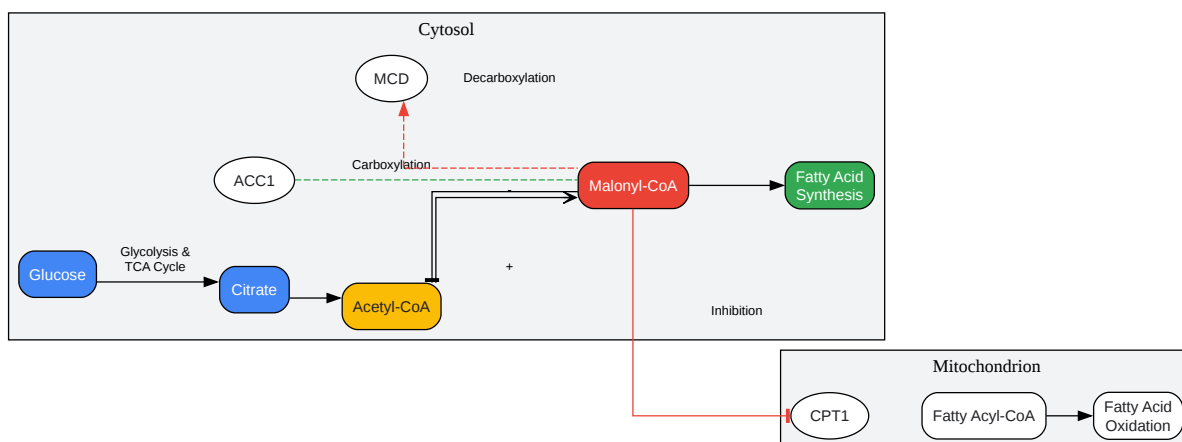 Cytosol
MCD
Decarboxylation
Carboxylation
ACC1
Malonyl-CoA
Fatty Acid
Synthesis
-
Glycolysis &
TCA Cycle
Glucose
Citrate
Acetyl-CoA
+
Inhibition
Mitochondrion
CPT1
Fatty Acyl-CoA
Fatty Acid
Oxidation